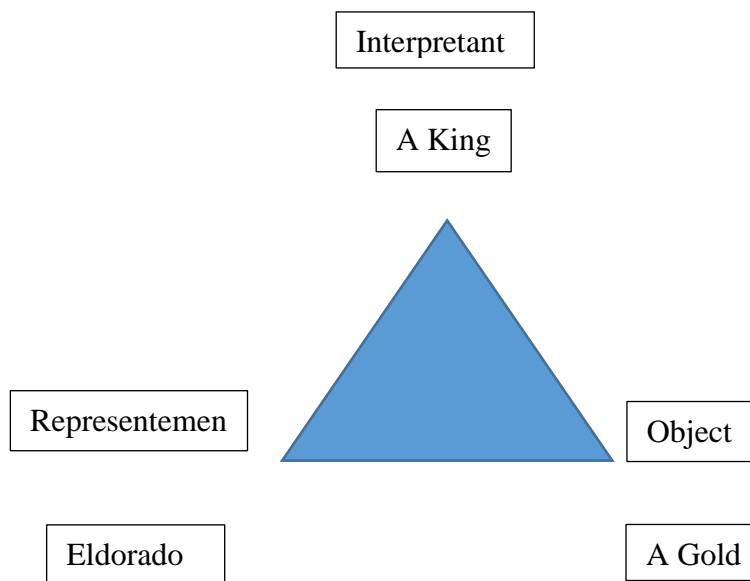 Interpretant
A King
Representemen
Object
Eldorado
A Gold